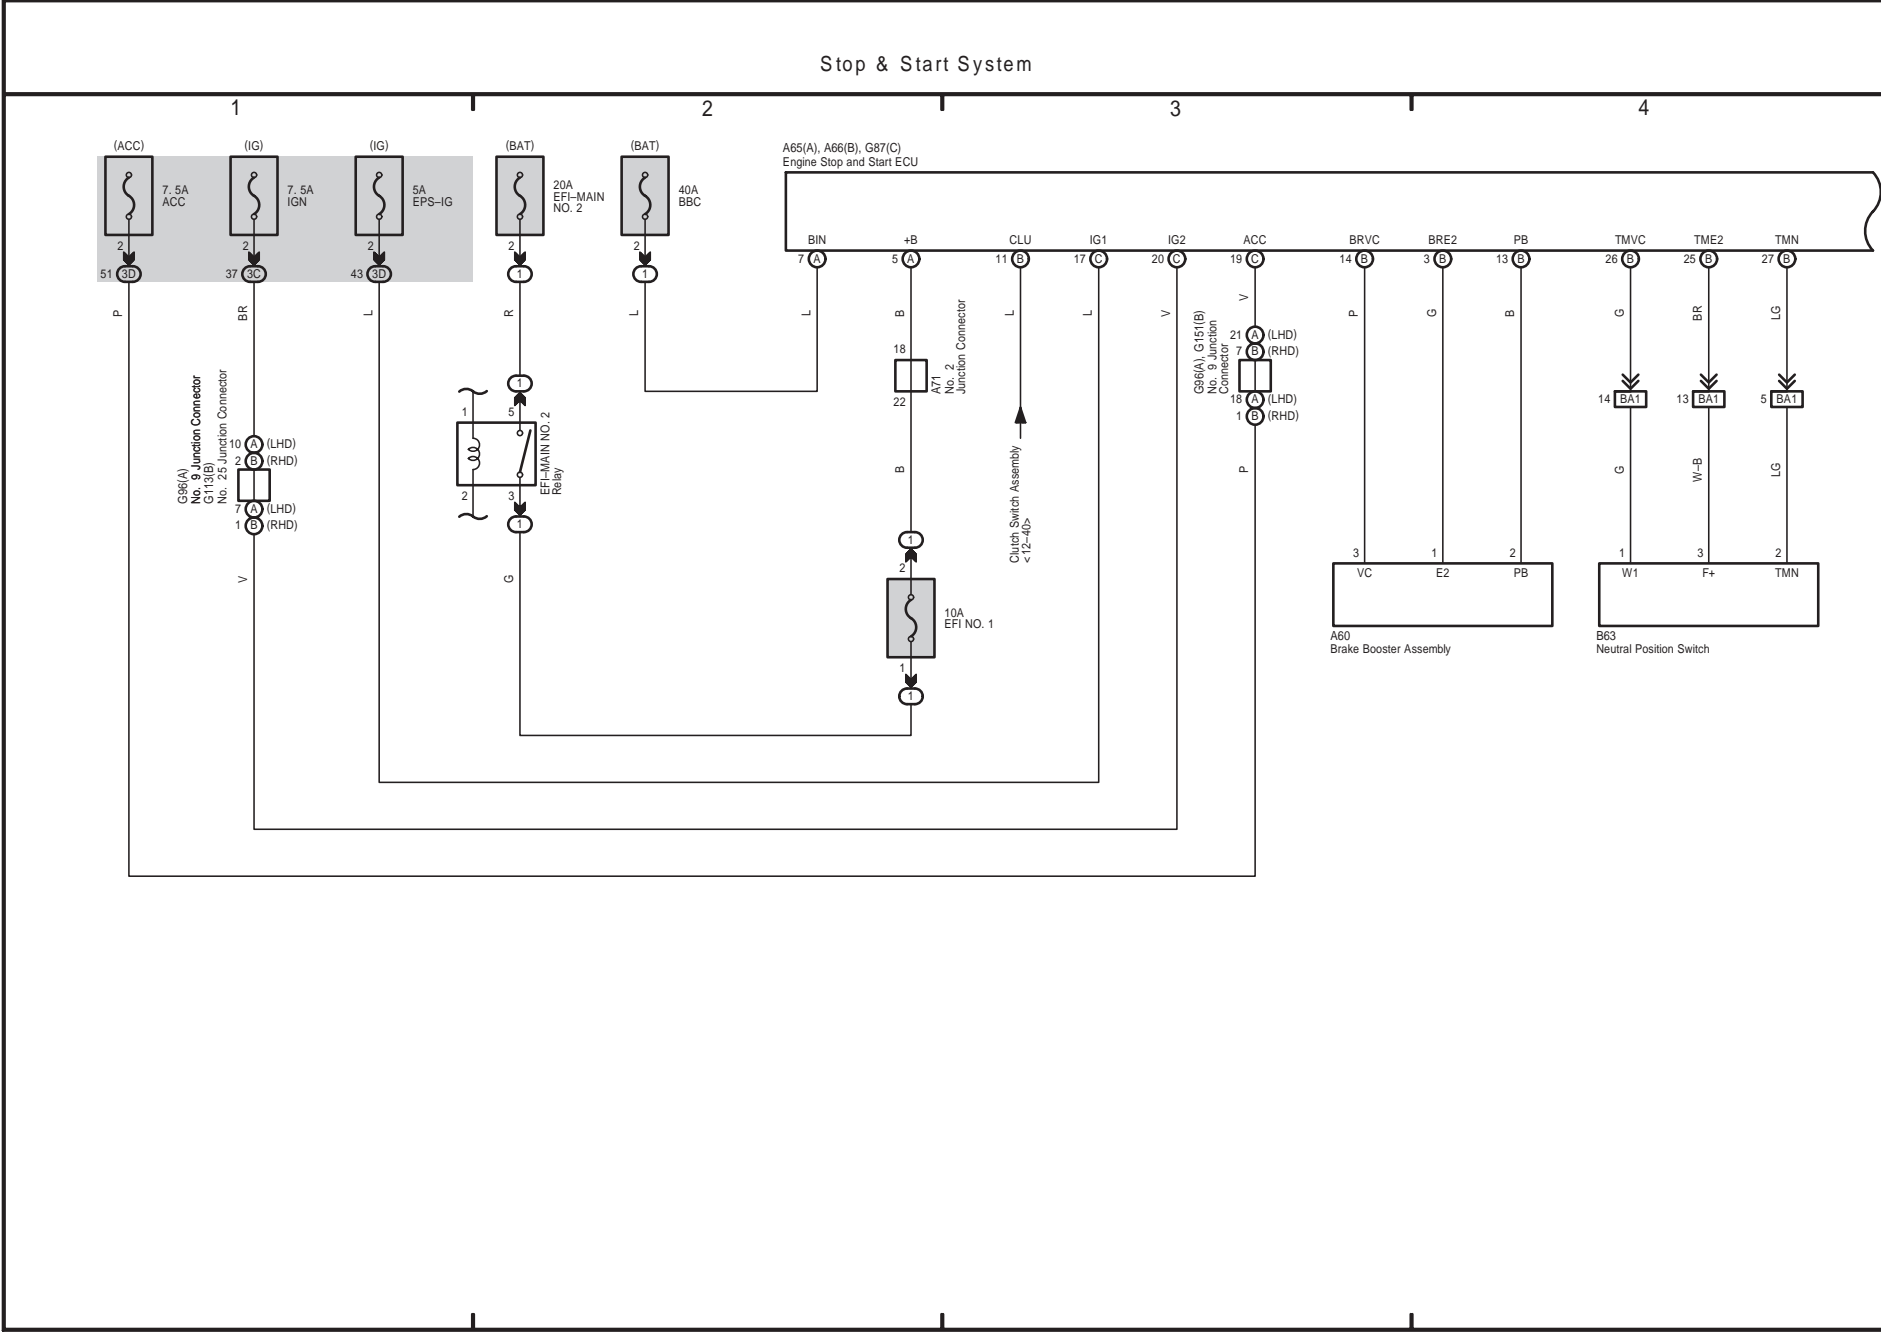 Stop & Start System
1
2
3
4
(ACC)
(IG)
(IG)
(BAT)
(BAT)
7. 5A
ACC
7. 5A
IGN
5A
EPS–IG
20A
EFI–MAIN
NO. 2
40A
BBC
A65(A), A66(B), G87(C)
Engine Stop and Start ECU
2
2
2
2
2
51 3D
37 3C
43 3D
1
1
BIN
+B
CLU
IG1
IG2
ACC
BRVC
BRE2
PB
TMVC
TME2
TMN
7 A
5 A
11 B
17 C
20 C
19 C
14 B
3 B
13 B
26 B
25 B
27 B
P
BR
L
R
L
L
B
L
L
V
V
P
G
B
G
BR
LG
G96(A)
No. 9 Junction Connector
G113(B)
No. 25 Junction Connector
10 A (LHD)
2 B (RHD)
7 A (LHD)
1 B (RHD)
V
1
1
5
2
3
1
EFI–MAIN NO. 2
Relay
G
18
22
A71
No. 2
Junction Connector
B
Clutch Switch Assembly
<12–40>
1
2
10A
EFI NO. 1
1
1
G96(A), G151(B)
No. 9 Junction
Connector
21 A (LHD)
7 B (RHD)
18 A (LHD)
1 B (RHD)
P
14 BA1
13 BA1
5 BA1
G
W–B
LG
3
1
2
VC
E2
PB
A60
Brake Booster Assembly
1
3
2
W1
F+
TMN
B63
Neutral Position Switch